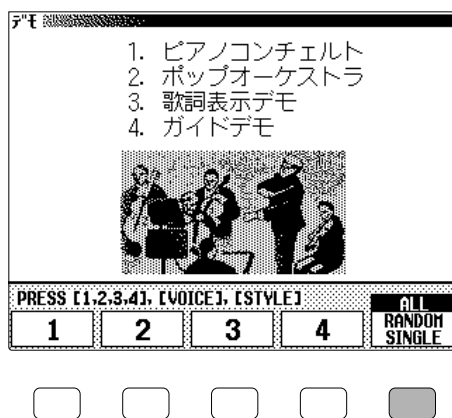 デモ
1. ピアノコンチェルト
2. ポップオーケストラ
3. 歌詞表示デモ
4. ガイドデモ
PRESS [1,2,3,4], [VOICE], [STYLE]
1 2 3 4
ALL
RANDOM
SINGLE